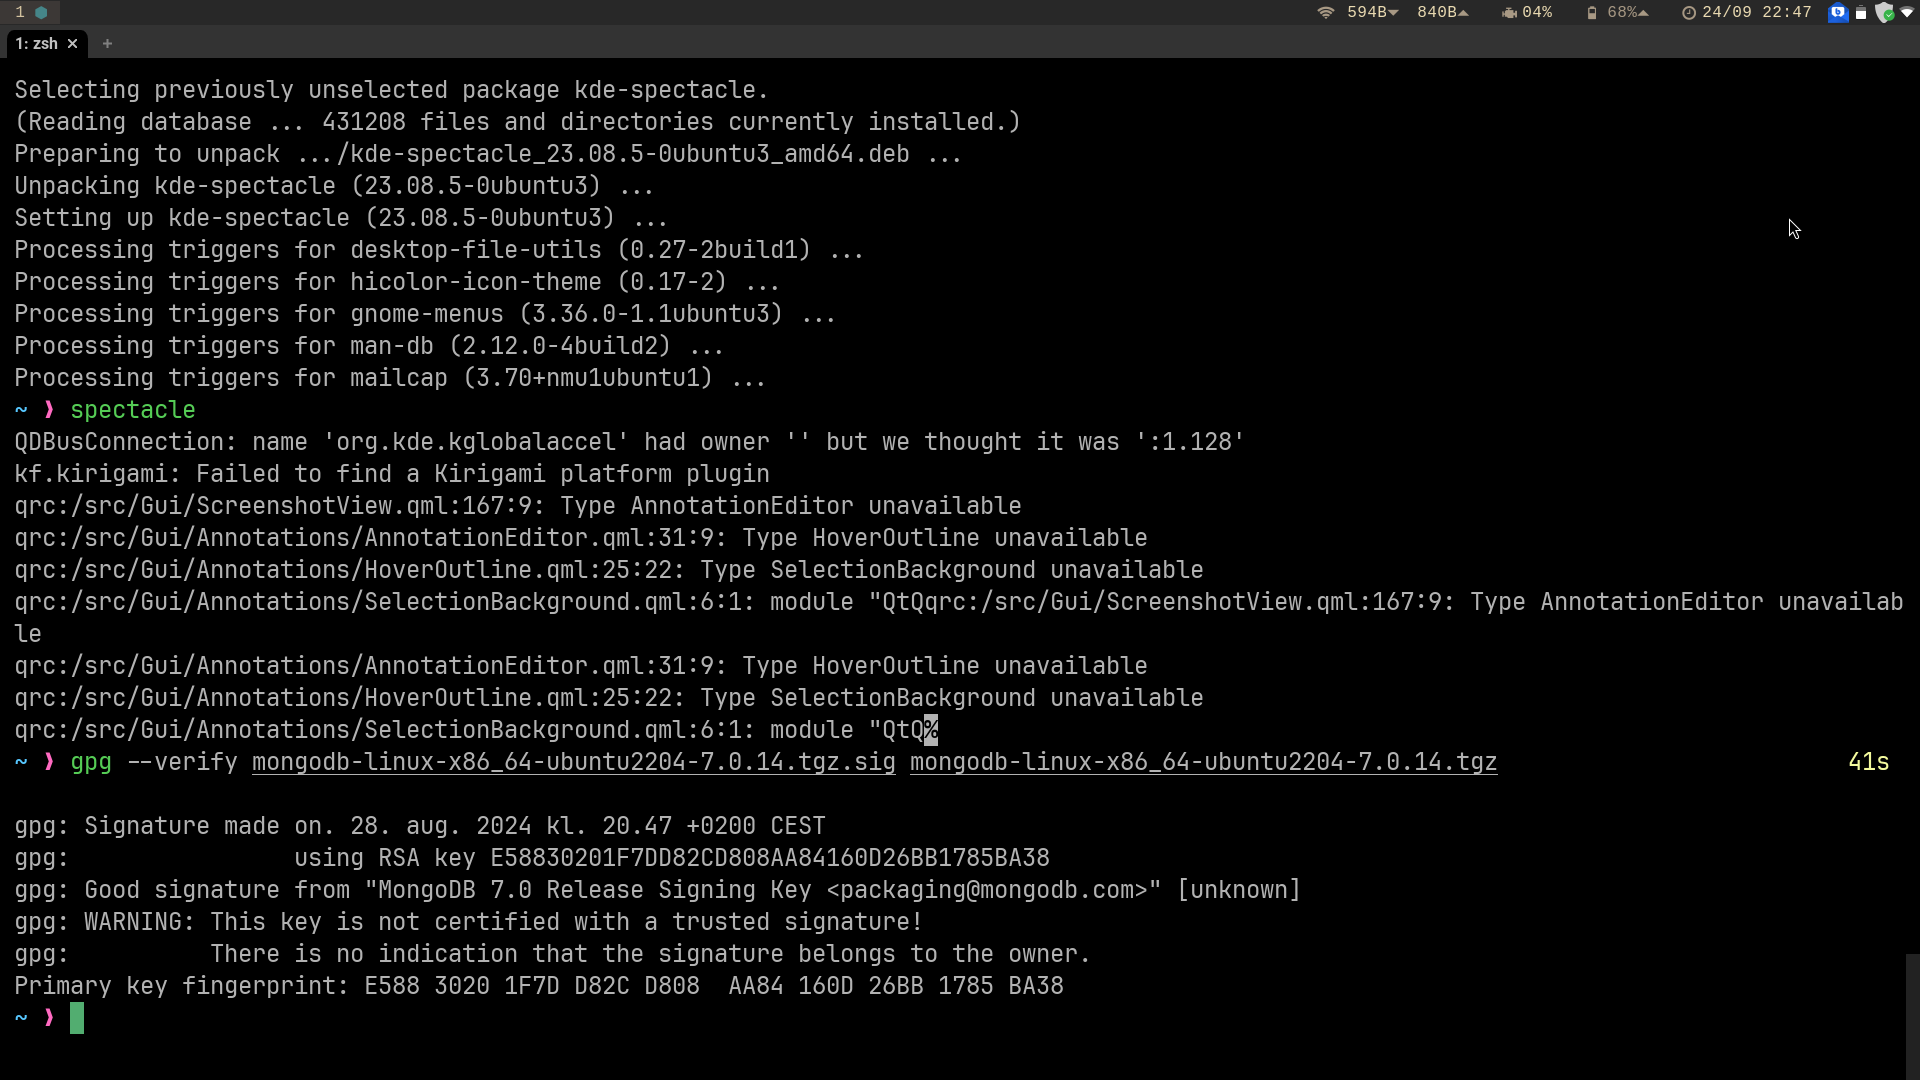 1
594B 840B 04% 68% 24/09 22:47
1: zsh × +
Selecting previously unselected package kde-spectacle.
(Reading database ... 431208 files and directories currently installed.)
Preparing to unpack .../kde-spectacle_23.08.5-0ubuntu3_amd64.deb ...
Unpacking kde-spectacle (23.08.5-0ubuntu3) ...
Setting up kde-spectacle (23.08.5-0ubuntu3) ...
Processing triggers for desktop-file-utils (0.27-2build1) ...
Processing triggers for hicolor-icon-theme (0.17-2) ...
Processing triggers for gnome-menus (3.36.0-1.1ubuntu3) ...
Processing triggers for man-db (2.12.0-4build2) ...
Processing triggers for mailcap (3.70+nmu1ubuntu1) ...
~ ❯ spectacle
QDBusConnection: name 'org.kde.kglobalaccel' had owner '' but we thought it was ':1.128'
kf.kirigami: Failed to find a Kirigami platform plugin
qrc:/src/Gui/ScreenshotView.qml:167:9: Type AnnotationEditor unavailable
qrc:/src/Gui/Annotations/AnnotationEditor.qml:31:9: Type HoverOutline unavailable
qrc:/src/Gui/Annotations/HoverOutline.qml:25:22: Type SelectionBackground unavailable
qrc:/src/Gui/Annotations/SelectionBackground.qml:6:1: module "QtQqrc:/src/Gui/ScreenshotView.qml:167:9: Type AnnotationEditor unavailab
le
qrc:/src/Gui/Annotations/AnnotationEditor.qml:31:9: Type HoverOutline unavailable
qrc:/src/Gui/Annotations/HoverOutline.qml:25:22: Type SelectionBackground unavailable
qrc:/src/Gui/Annotations/SelectionBackground.qml:6:1: module "QtQ%
~ ❯ gpg --verify mongodb-linux-x86_64-ubuntu2204-7.0.14.tgz.sig mongodb-linux-x86_64-ubuntu2204-7.0.14.tgz 41s
gpg: Signature made on. 28. aug. 2024 kl. 20.47 +0200 CEST
gpg:                using RSA key E58830201F7DD82CD808AA84160D26BB1785BA38
gpg: Good signature from "MongoDB 7.0 Release Signing Key <packaging@mongodb.com>" [unknown]
gpg: WARNING: This key is not certified with a trusted signature!
gpg:          There is no indication that the signature belongs to the owner.
Primary key fingerprint: E588 3020 1F7D D82C D808  AA84 160D 26BB 1785 BA38
~ ❯